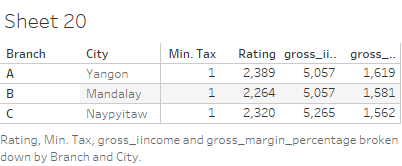 Sheet 20
Branch City Min. Tax Rating gross_ii.. gross_..
A Yangon 1 2,389 5,057 1,619
B Mandalay 1 2,264 5,057 1,581
C Naypyitaw 1 2,320 5,265 1,562
Rating, Min. Tax, gross_iincome and gross_margin_percentage broken
down by Branch and City.